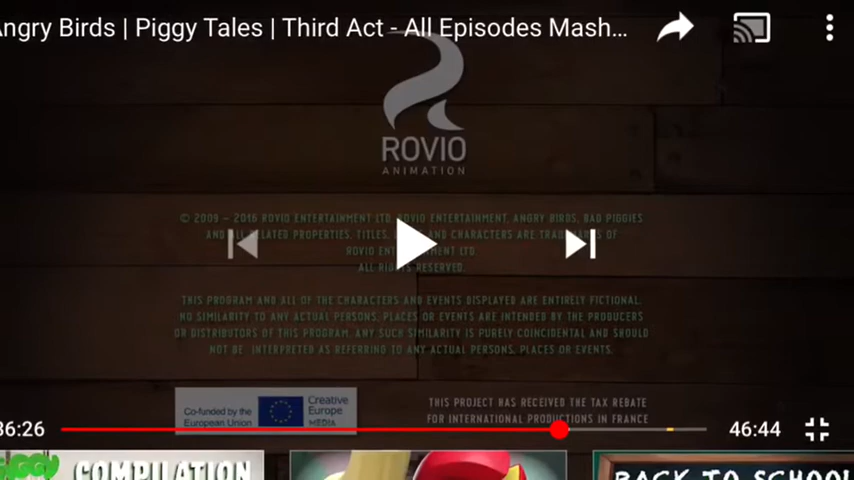 ngry Birds | Piggy Tales | Third Act - All Episodes Mash...
ROVIO
ANIMATION
© 2009 – 2016 ROVIO ENTERTAINMENT LTD. ROVIO ENTERTAINMENT, ANGRY BIRDS, BAD PIGGIES
AND ALL RELATED PROPERTIES, TITLES, AND CHARACTERS ARE TRADEMARKS OF
ROVIO ENTERTAINMENT LTD
ALL RIGHTS RESERVED.
THIS PROGRAM AND ALL OF THE CHARACTERS AND EVENTS DISPLAYED ARE ENTIRELY FICTIONAL.
NO SIMILARITY TO ANY ACTUAL PERSONS, PLACES OR EVENTS ARE INTENDED BY THE PRODUCERS
OR DISTRIBUTORS OF THIS PROGRAM. ANY SUCH SIMILARITY IS PURELY COINCIDENTAL AND SHOULD
NOT BE INTERPRETED AS REFERRING TO ANY ACTUAL PERSONS, PLACES OR EVENTS.
Co-funded by the
European Union
Creative
Europe
MEDIA
THIS PROJECT HAS RECEIVED THE TAX REBATE
FOR INTERNATIONAL PRODUCTIONS IN FRANCE
36:26
46:44
PIGGY
COMPILATION
BACK TO SCHOOL